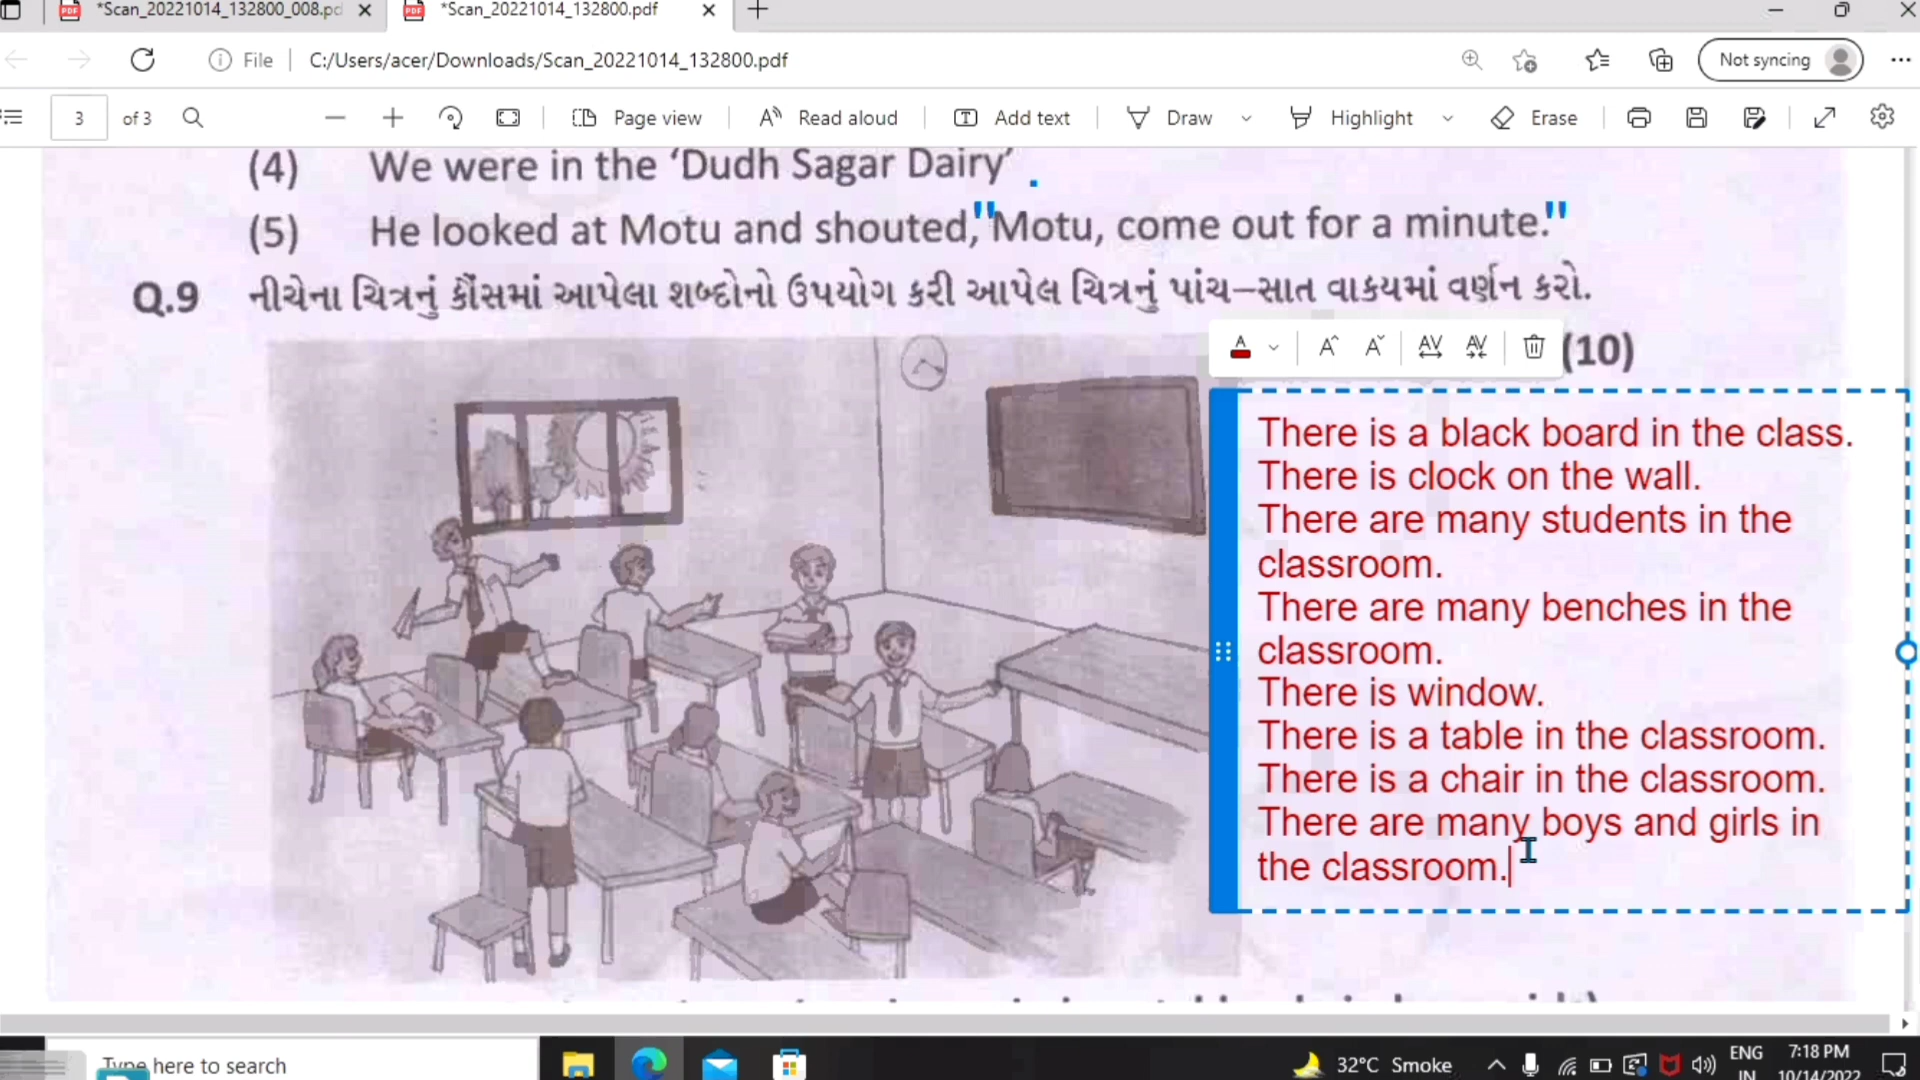 *Scan_20221014_132800_008.pd
*Scan_20221014_132800.pdf
File
C:/Users/acer/Downloads/Scan_20221014_132800.pdf
Not syncing
3 of 3
Page view
Read aloud
Add text
Draw
Highlight
Erase
(4) We were in the ‘Dudh Sagar Dairy’ .
(5) He looked at Motu and shouted,"Motu, come out for a minute."
Q.9 નીચેના ચિત્રનું કૌંસમાં આપેલા શબ્દોનો ઉપયોગ કરી આપેલ ચિત્રનું પાંચ–સાત વાકયમાં વર્ણન કરો.
(10)
There is a black board in the class.
There is clock on the wall.
There are many students in the
classroom.
There are many benches in the
classroom.
There is window.
There is a table in the classroom.
There is a chair in the classroom.
There are many boys and girls in
the classroom.
Type here to search
32°C Smoke
ENG
IN
7:18 PM
10/14/2022